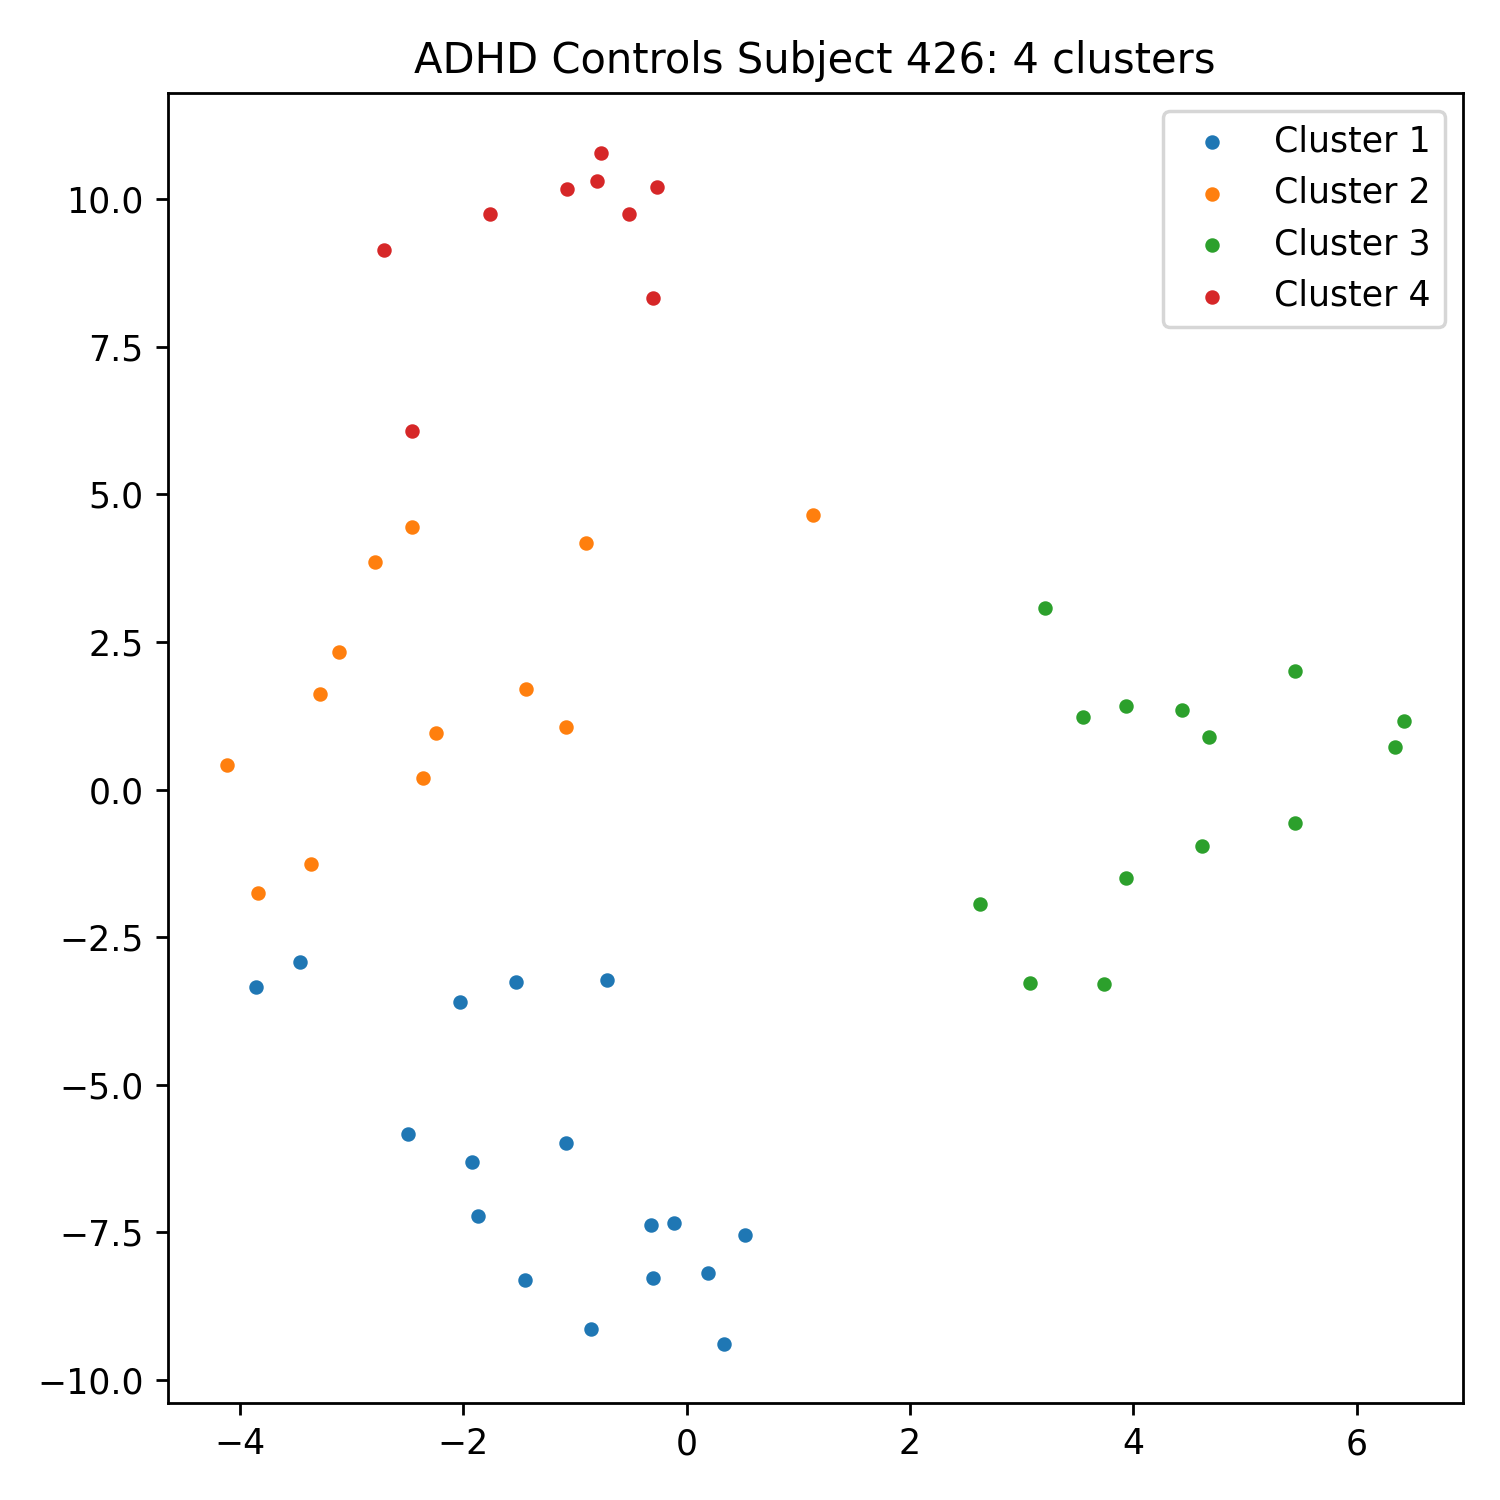 ADHD Controls Subject 426: 4 clusters
Cluster 1
Cluster 2
Cluster 3
Cluster 4
10.0
7.5
5.0
2.5
0.0
−2.5
−5.0
−7.5
−10.0
−4 −2 0 2 4 6